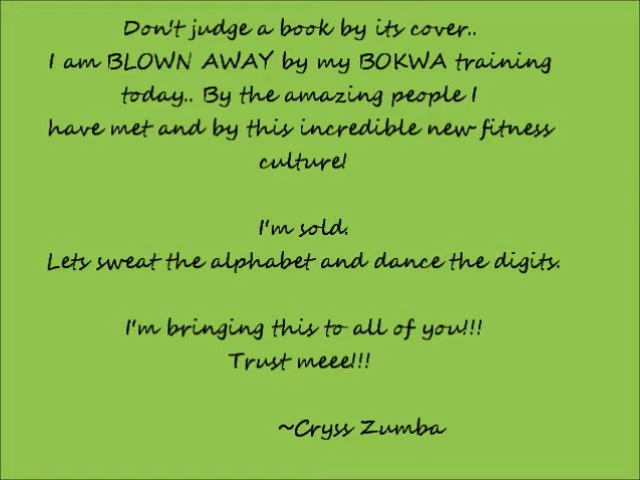 Don't judge a book by its cover..
I am BLOWN AWAY by my BOKWA training
today.. By the amazing people I
have met and by this incredible new fitness
culture!
I'm sold.
Lets sweat the alphabet and dance the digits.
I'm bringing this to all of you!!!
Trust meee!!!
~Cryss Zumba